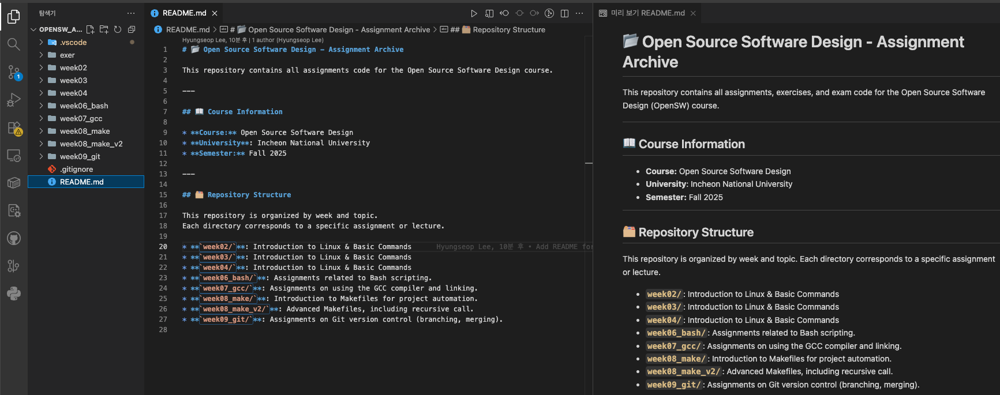 탐색기
OPENSW_A...
.vscode
exer
week02
week03
week04
week06_bash
week07_gcc
week08_make
week08_make_v2
week09_git
.gitignore
README.md
1
README.md
README.md > # 📂 Open Source Software Design - Assignment Archive > ## 🗂️ Repository Structure
Hyungseop Lee, 10분 후 | 1 author (Hyungseop Lee)
1 # 📂 Open Source Software Design - Assignment Archive
2
3 This repository contains all assignments code for the Open Source Software Design course.
4
5 ---
6
7 ## 📖 Course Information
8
9 * **Course:** Open Source Software Design
10 * **University**: Incheon National University
11 * **Semester:** Fall 2025
12
13 ---
14
15 ## 🗂️ Repository Structure
16
17 This repository is organized by week and topic.
18 Each directory corresponds to a specific assignment or lecture.
19
20 * **`week02/`**: Introduction to Linux & Basic Commands Hyungseop Lee, 10분 후 • Add README for
21 * **`week03/`**: Introduction to Linux & Basic Commands
22 * **`week04/`**: Introduction to Linux & Basic Commands
23 * **`week06_bash/`**: Assignments related to Bash scripting.
24 * **`week07_gcc/`**: Assignments on using the GCC compiler and linking.
25 * **`week08_make/`**: Introduction to Makefiles for project automation.
26 * **`week08_make_v2/`**: Advanced Makefiles, including recursive call.
27 * **`week09_git/`**: Assignments on Git version control (branching, merging).
28
미리 보기 README.md
📂 Open Source Software Design - Assignment
Archive
This repository contains all assignments, exercises, and exam code for the Open Source Software
Design (OpenSW) course.
📖 Course Information
• Course: Open Source Software Design
• University: Incheon National University
• Semester: Fall 2025
🗂️ Repository Structure
This repository is organized by week and topic. Each directory corresponds to a specific assignment
or lecture.
• week02/: Introduction to Linux & Basic Commands
• week03/: Introduction to Linux & Basic Commands
• week04/: Introduction to Linux & Basic Commands
• week06_bash/: Assignments related to Bash scripting.
• week07_gcc/: Assignments on using the GCC compiler and linking.
• week08_make/: Introduction to Makefiles for project automation.
• week08_make_v2/: Advanced Makefiles, including recursive call.
• week09_git/: Assignments on Git version control (branching, merging).